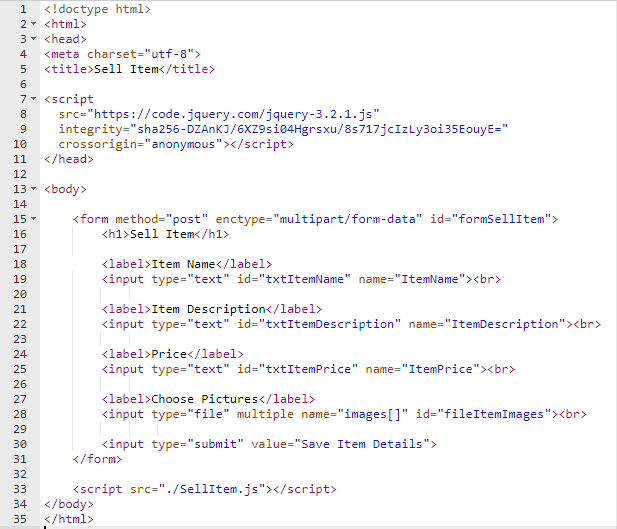 1 <!doctype html>
2 <html>
3 <head>
4 <meta charset="utf-8">
5 <title>Sell Item</title>
6
7 <script
8 src="https://code.jquery.com/jquery-3.2.1.js"
9 integrity="sha256-DZAnKJ/6XZ9si04Hgrsxu/8s717jcIzLy3oi35EouyE="
10 crossorigin="anonymous"></script>
11 </head>
12
13 <body>
14
15 <form method="post" enctype="multipart/form-data" id="formSellItem">
16 <h1>Sell Item</h1>
17
18 <label>Item Name</label>
19 <input type="text" id="txtItemName" name="ItemName"><br>
20
21 <label>Item Description</label>
22 <input type="text" id="txtItemDescription" name="ItemDescription"><br>
23
24 <label>Price</label>
25 <input type="text" id="txtItemPrice" name="ItemPrice"><br>
26
27 <label>Choose Pictures</label>
28 <input type="file" multiple name="images[]" id="fileItemImages"><br>
29
30 <input type="submit" value="Save Item Details">
31 </form>
32
33 <script src="./SellItem.js"></script>
34 </body>
35 </html>